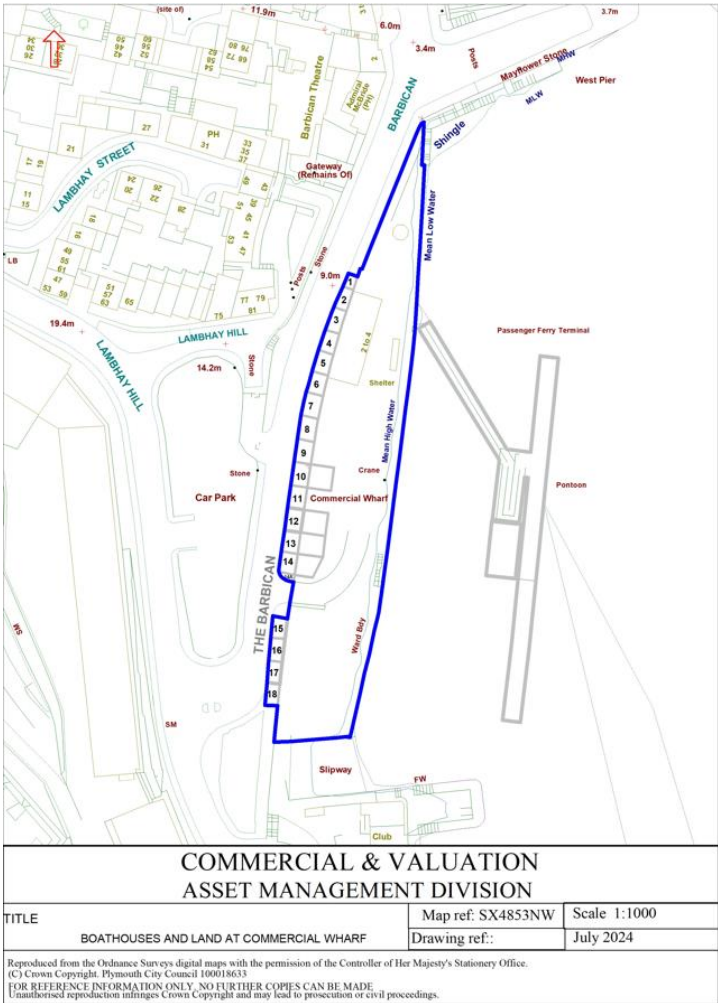 (site of)
11.9m
6.0m
3.7m
3.4m
Posts
Mayflower Stone
MHW
West Pier
MLW
Barbican Theatre
Admiral
McBride
(PH)
BARBICAN
Shingle
27
PH
31
33
35
37
21
LAMBHAY STREET
Gateway
(Remains Of)
Mean Low Water
LB
Stone
Posts
9.0m
19.4m
LAMBHAY HILL
LAMBHAY HILL
14.2m
Stone
75
77
79
81
1
2
3
4
5
6
7
8
9
10
11
12
13
14
15
16
17
18
2 to 4
Shelter
Passenger Ferry Terminal
Mean High Water
Crane
Stone
Car Park
Commercial Wharf
Pontoon
THE BARBICAN
Ward Bdy
SM
SM
Slipway
FW
Club
COMMERCIAL & VALUATION
ASSET MANAGEMENT DIVISION
TITLE
BOATHOUSES AND LAND AT COMMERCIAL WHARF
Map ref: SX4853NW
Scale 1:1000
Drawing ref::
July 2024
Reproduced from the Ordnance Surveys digital maps with the permission of the Controller of Her Majesty's Stationery Office.
(C) Crown Copyright. Plymouth City Council 100018633
FOR REFERENCE INFORMATION ONLY. NO FURTHER COPIES CAN BE MADE
Unauthorised reproduction infringes Crown Copyright and may lead to prosecution or civil proceedings.